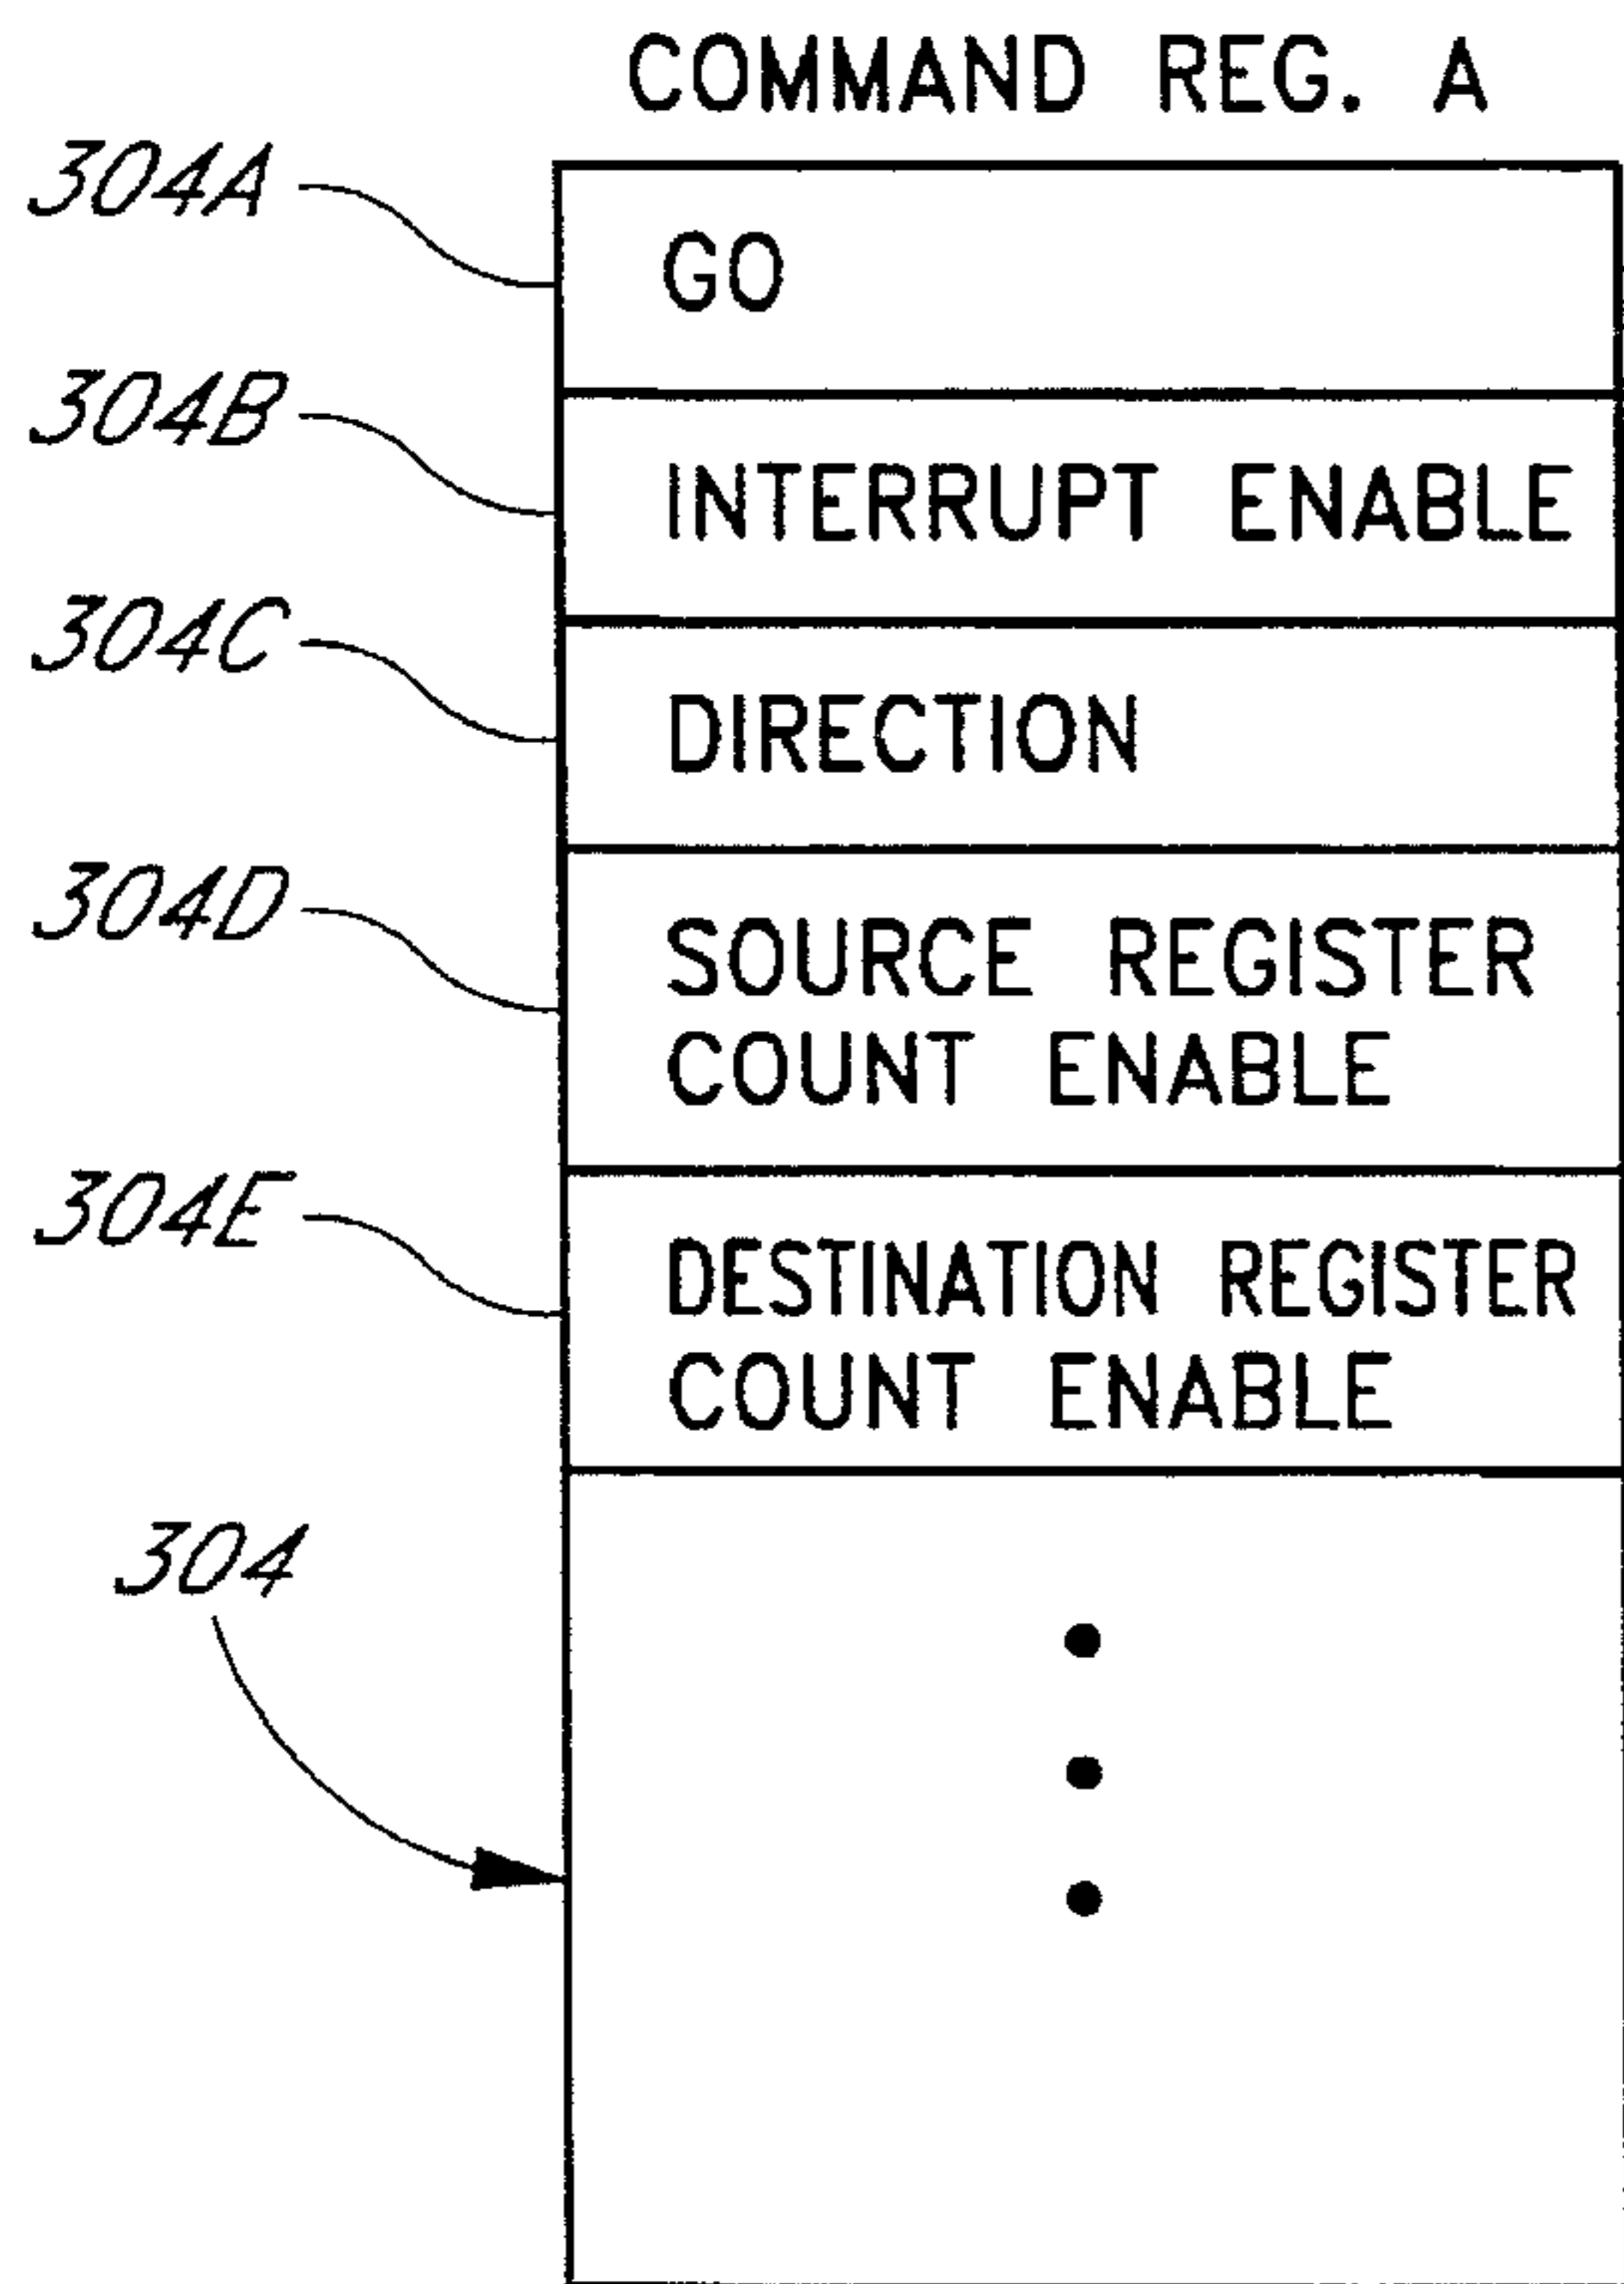 COMMAND REG. A
304A
GO
304B
INTERRUPT ENABLE
304C
DIRECTION
304D
SOURCE REGISTER
COUNT ENABLE
304E
DESTINATION REGISTER
COUNT ENABLE
304